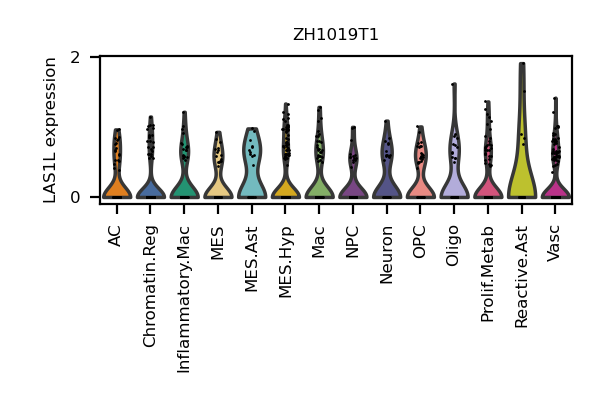 ZH1019T1
LAS1L expression
2
0
AC
Chromatin.Reg
Inflammatory.Mac
MES
MES.Ast
MES.Hyp
Mac
NPC
Neuron
OPC
Oligo
Prolif.Metab
Reactive.Ast
Vasc